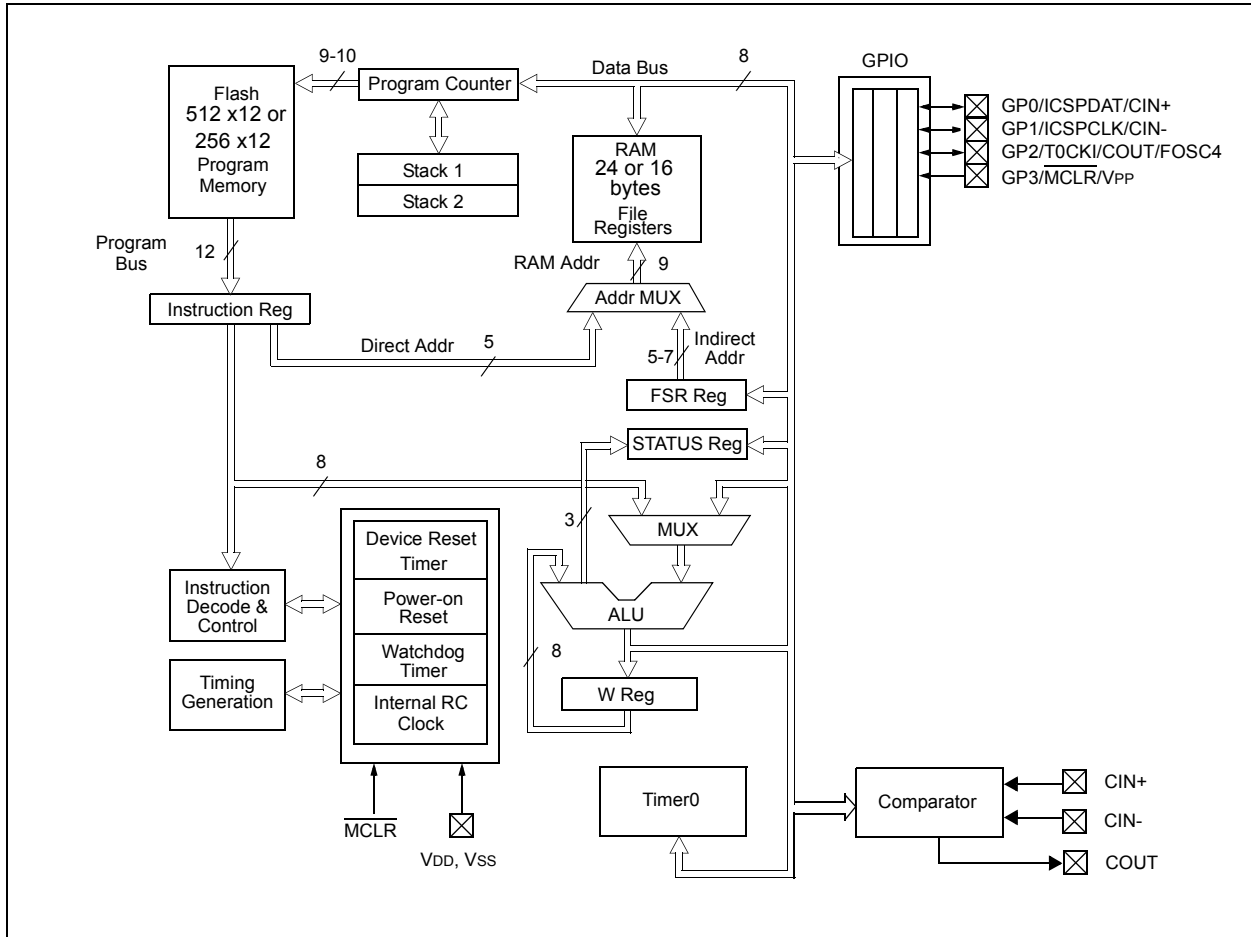 9-10
Program Counter
Data Bus
8
GPIO
Flash
512 x12 or
256 x12
Program
Memory
Stack 1
Stack 2
RAM
24 or 16
bytes
File
Registers
GP0/ICSPDAT/CIN+
GP1/ICSPCLK/CIN-
GP2/T0CKI/COUT/FOSC4
GP3/MCLR/VPP
Program
Bus
12
RAM Addr
9
Instruction Reg
Addr MUX
Direct Addr
5
5-7
Indirect
Addr
FSR Reg
STATUS Reg
8
3
MUX
Device Reset
Timer
Instruction
Decode &
Control
Power-on
Reset
ALU
Watchdog
Timer
8
Timing
Generation
Internal RC
Clock
W Reg
Timer0
Comparator
CIN+
CIN-
COUT
MCLR
VDD, VSS